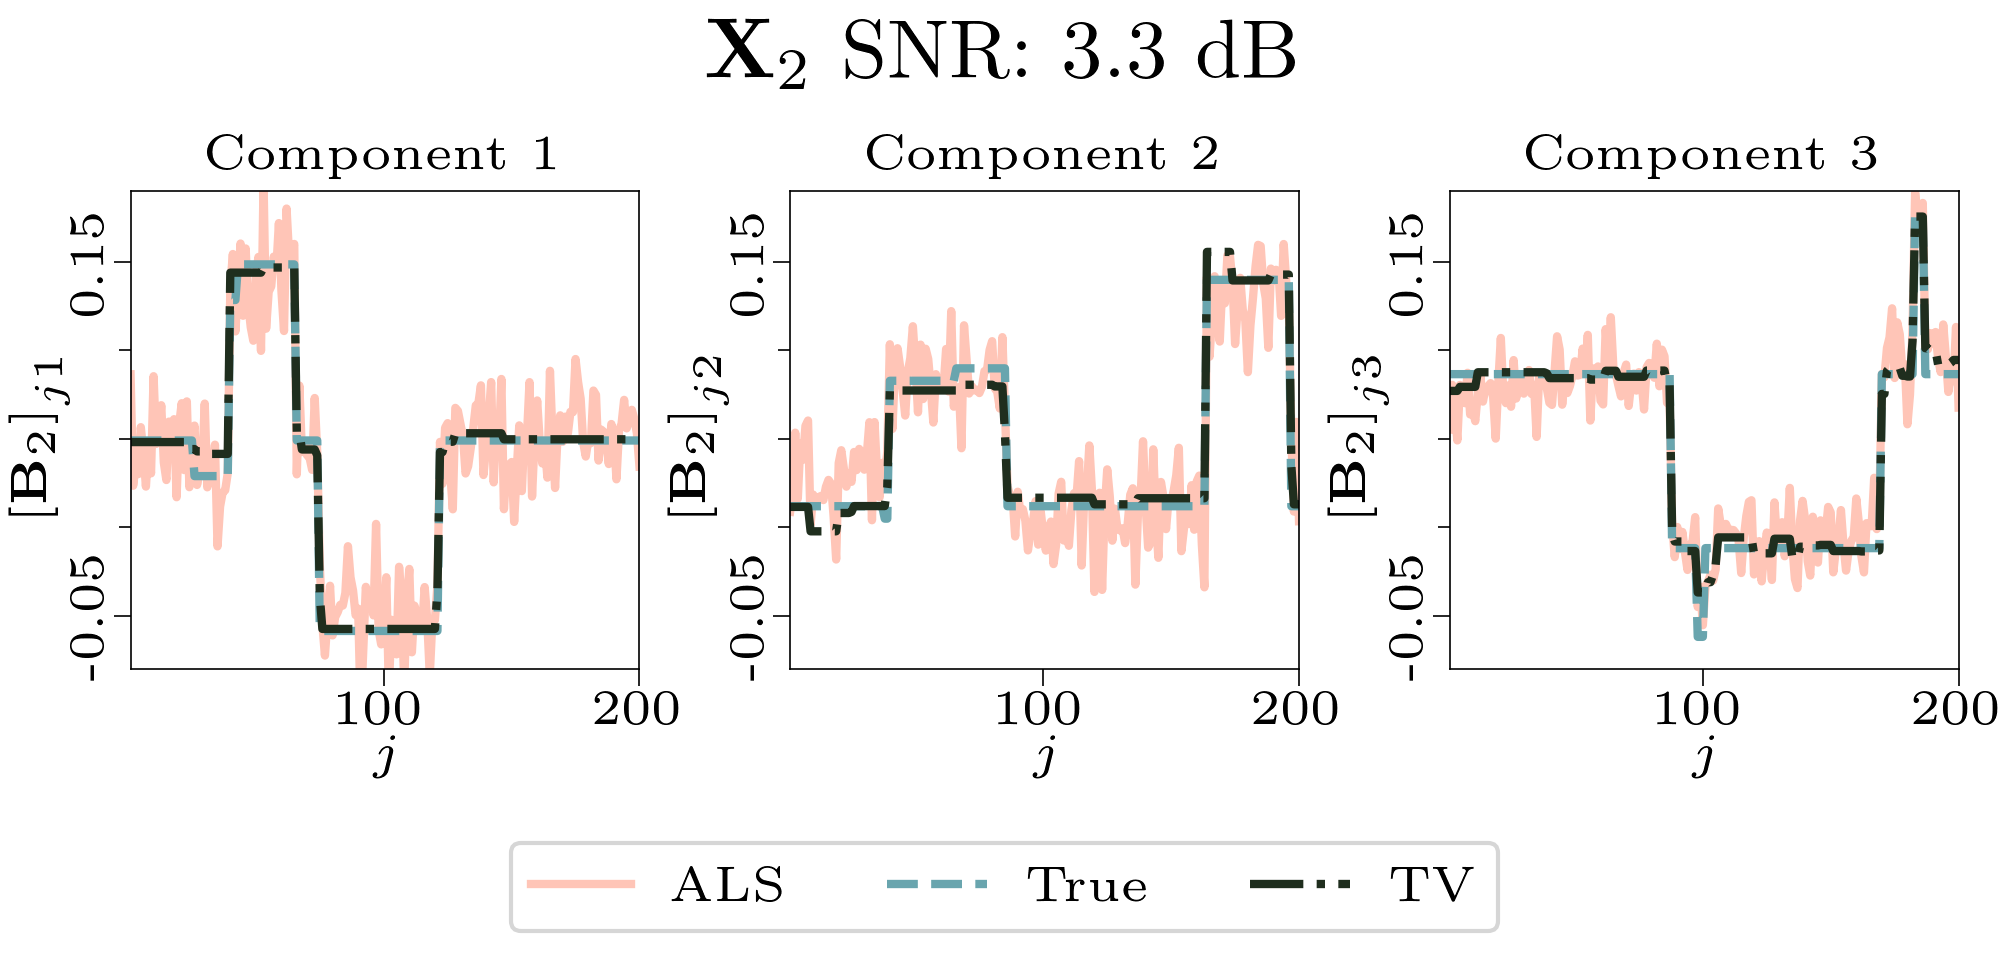 X₂ SNR: 3.3 dB
Component 1
Component 2
Component 3
[B₂]j1
0.15
-0.05
100
200
j
[B₂]j2
0.15
-0.05
100
200
j
[B₂]j3
0.15
-0.05
100
200
j
ALS
True
TV